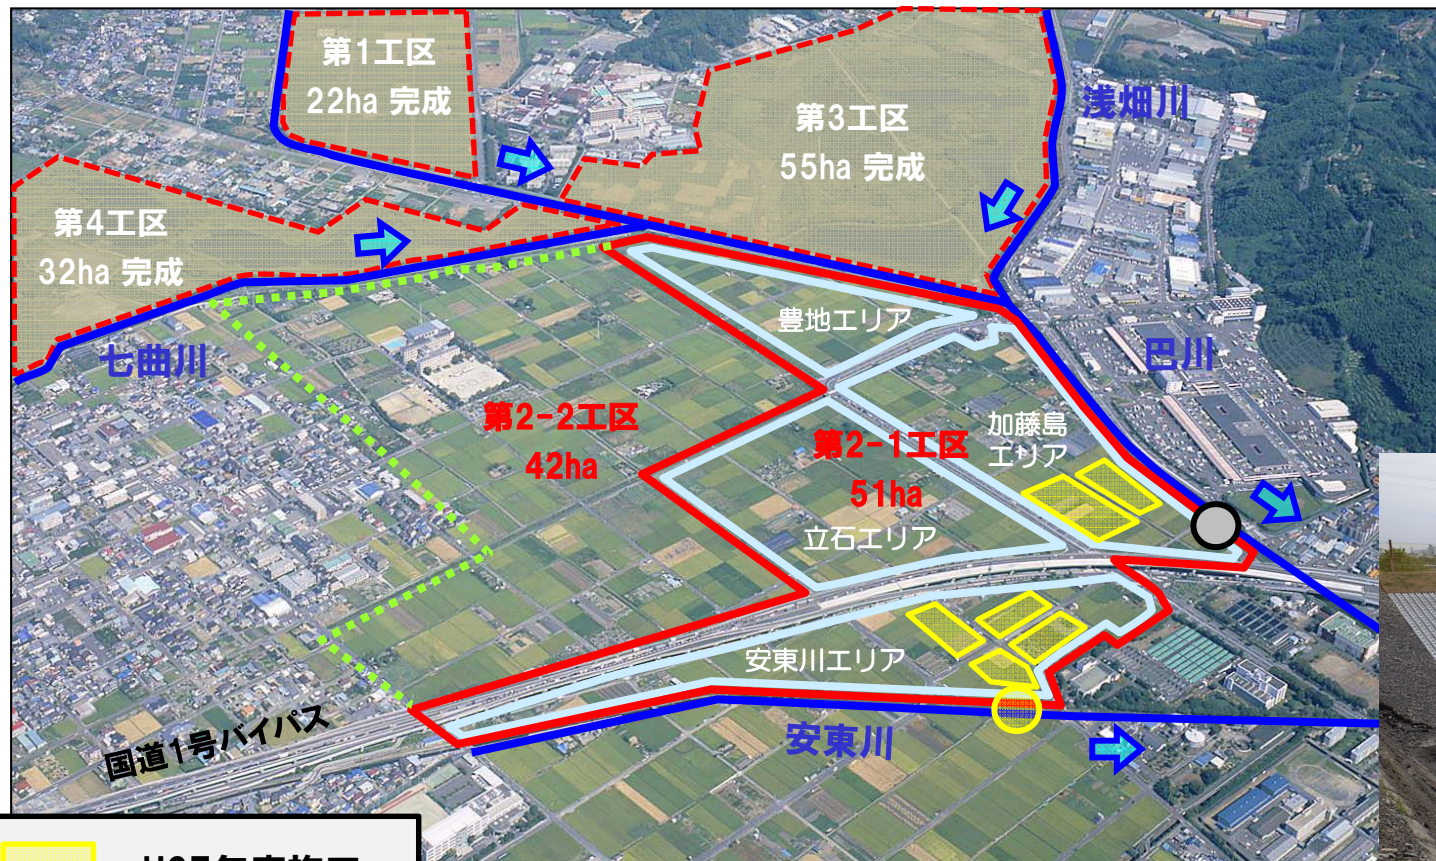 第1工区
22ha 完成
第3工区
55ha 完成
浅畑川
第4工区
32ha 完成
七曲川
豊地エリア
巴川
第2-2工区
42ha
第2-1工区
51ha
加藤島
エリア
立石エリア
安東川エリア
国道1号バイパス
安東川